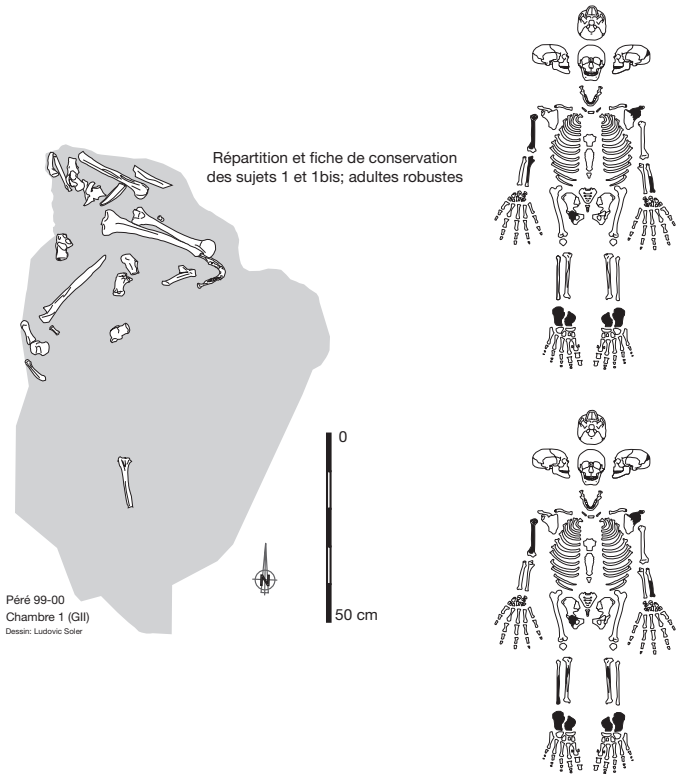 Répartition et fiche de conservation
des sujets 1 et 1bis; adultes robustes
0
50 cm
N
Péré 99-00
Chambre 1 (GII)
Dessin: Ludovic Soler